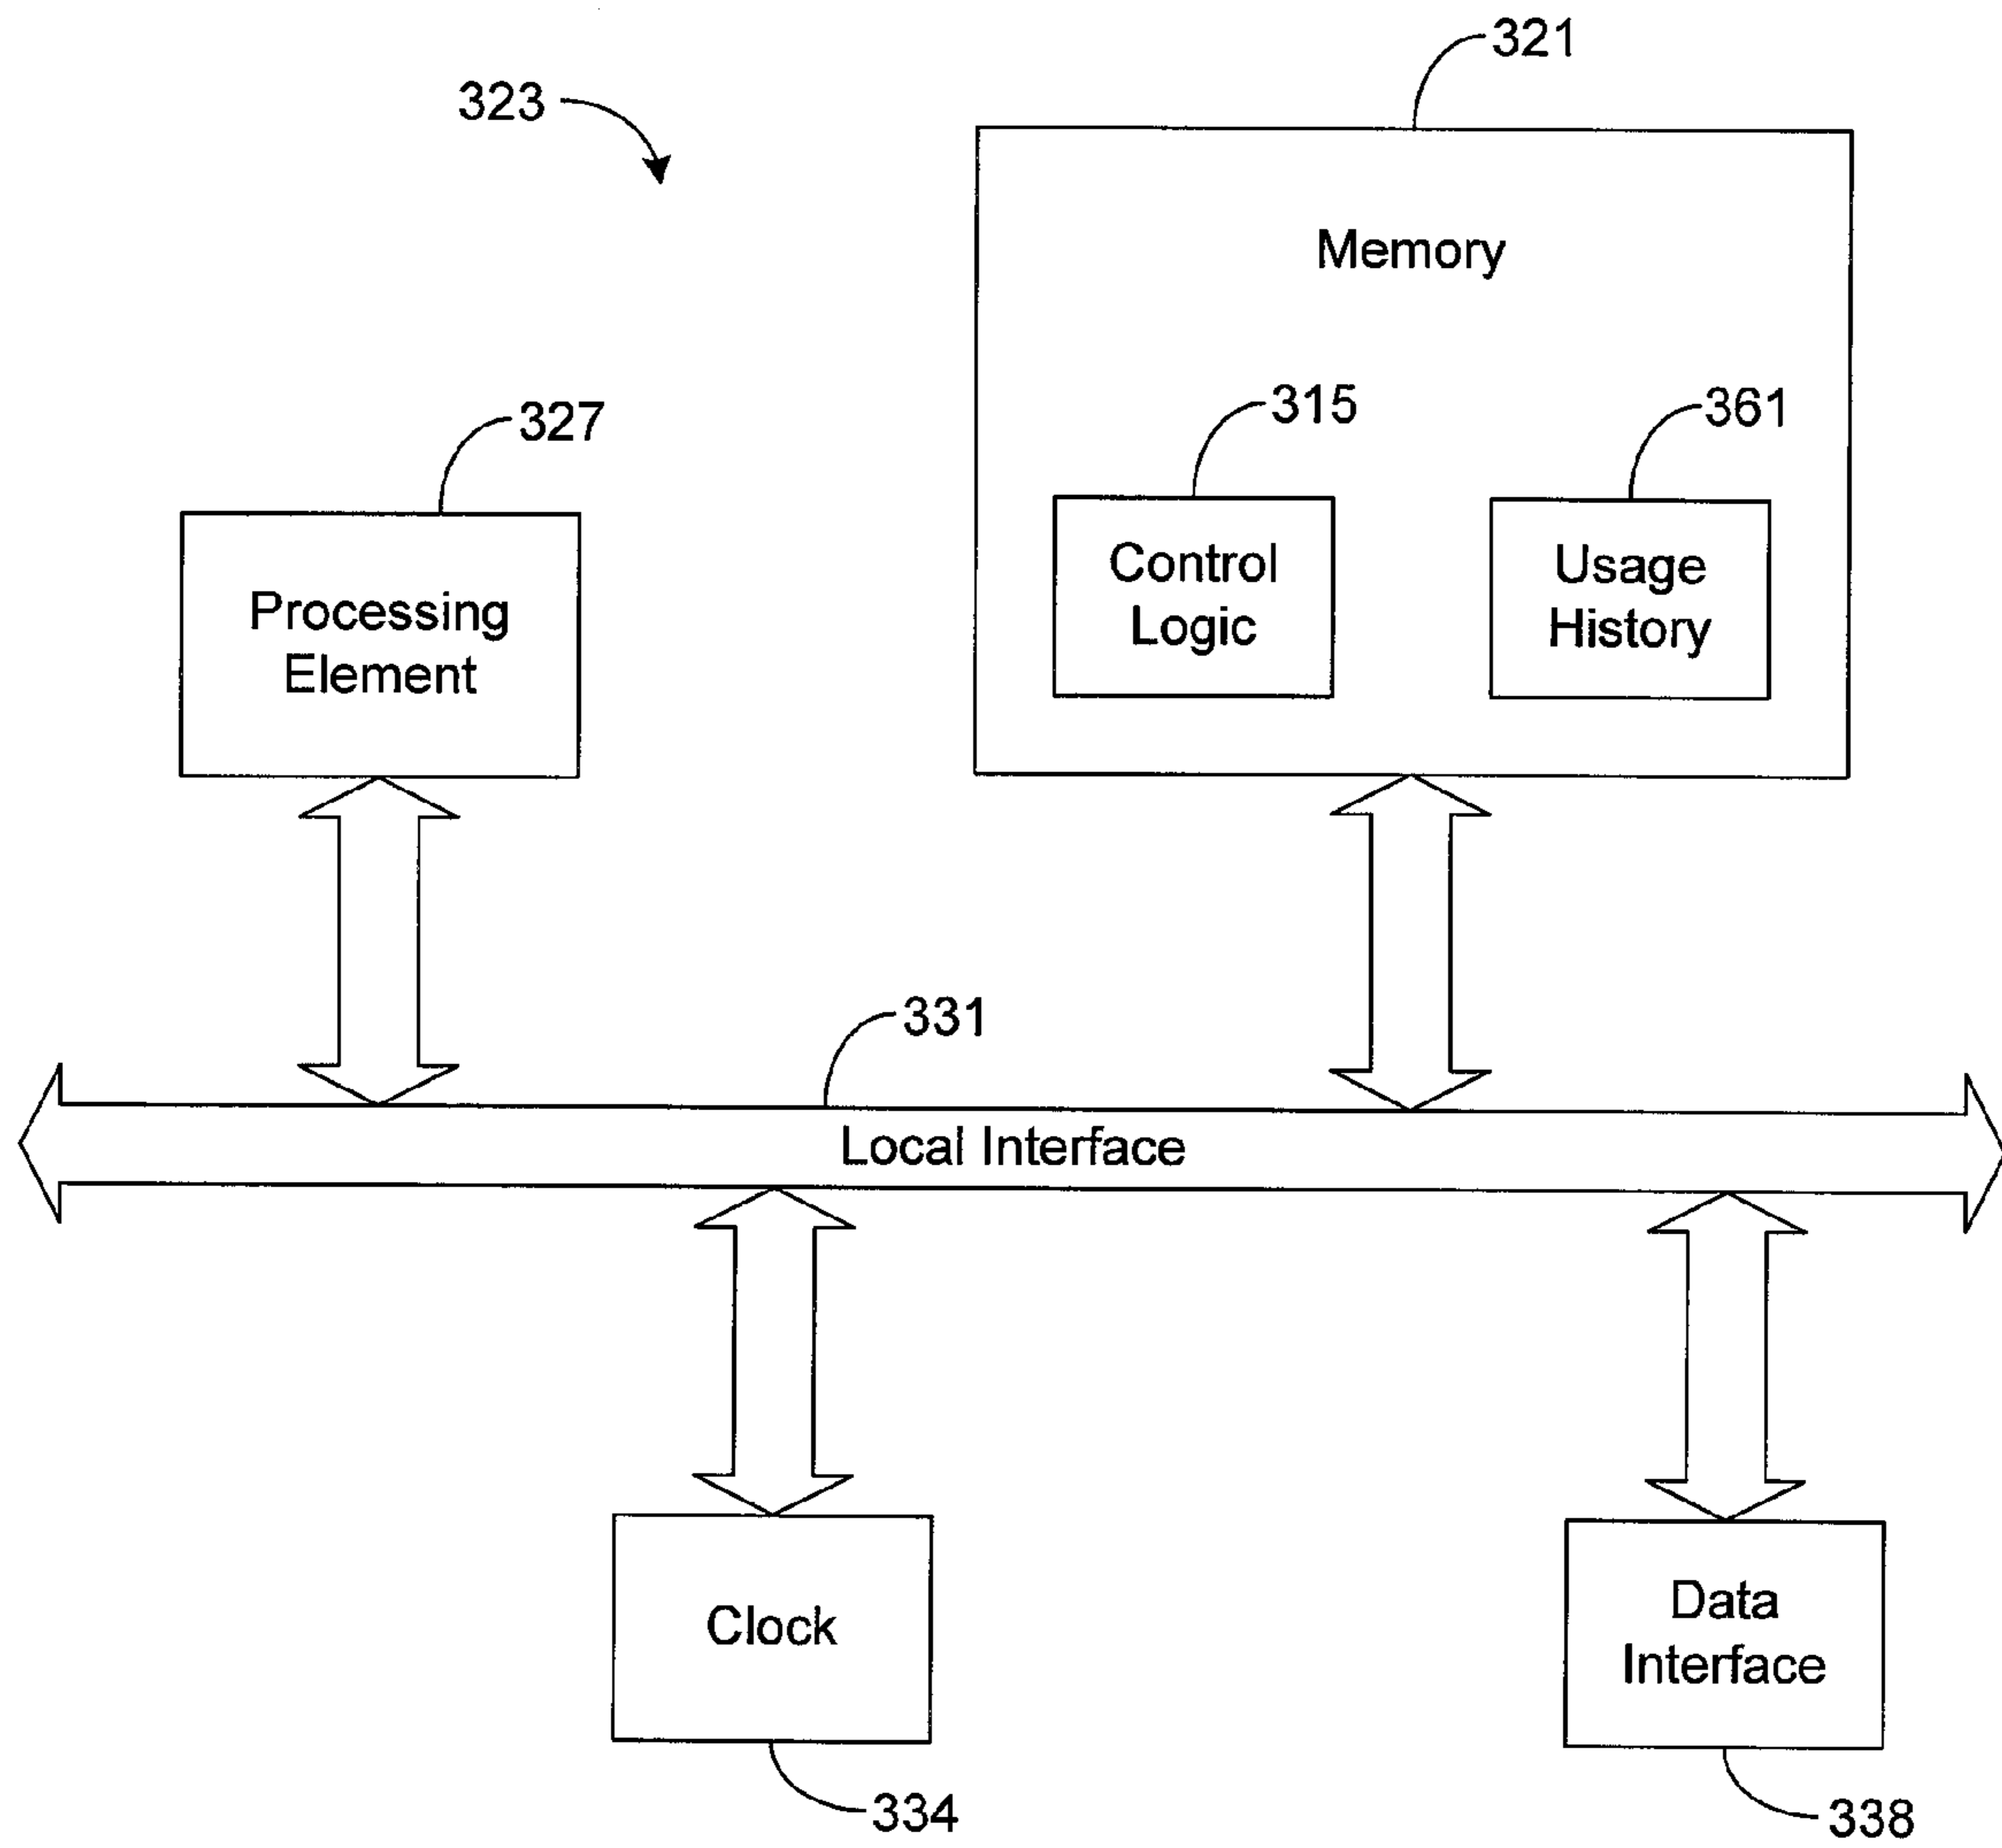 321
323
Memory
315
361
327
Control
Logic
Usage
History
Processing
Element
331
Local Interface
Clock
Data
Interface
334
338